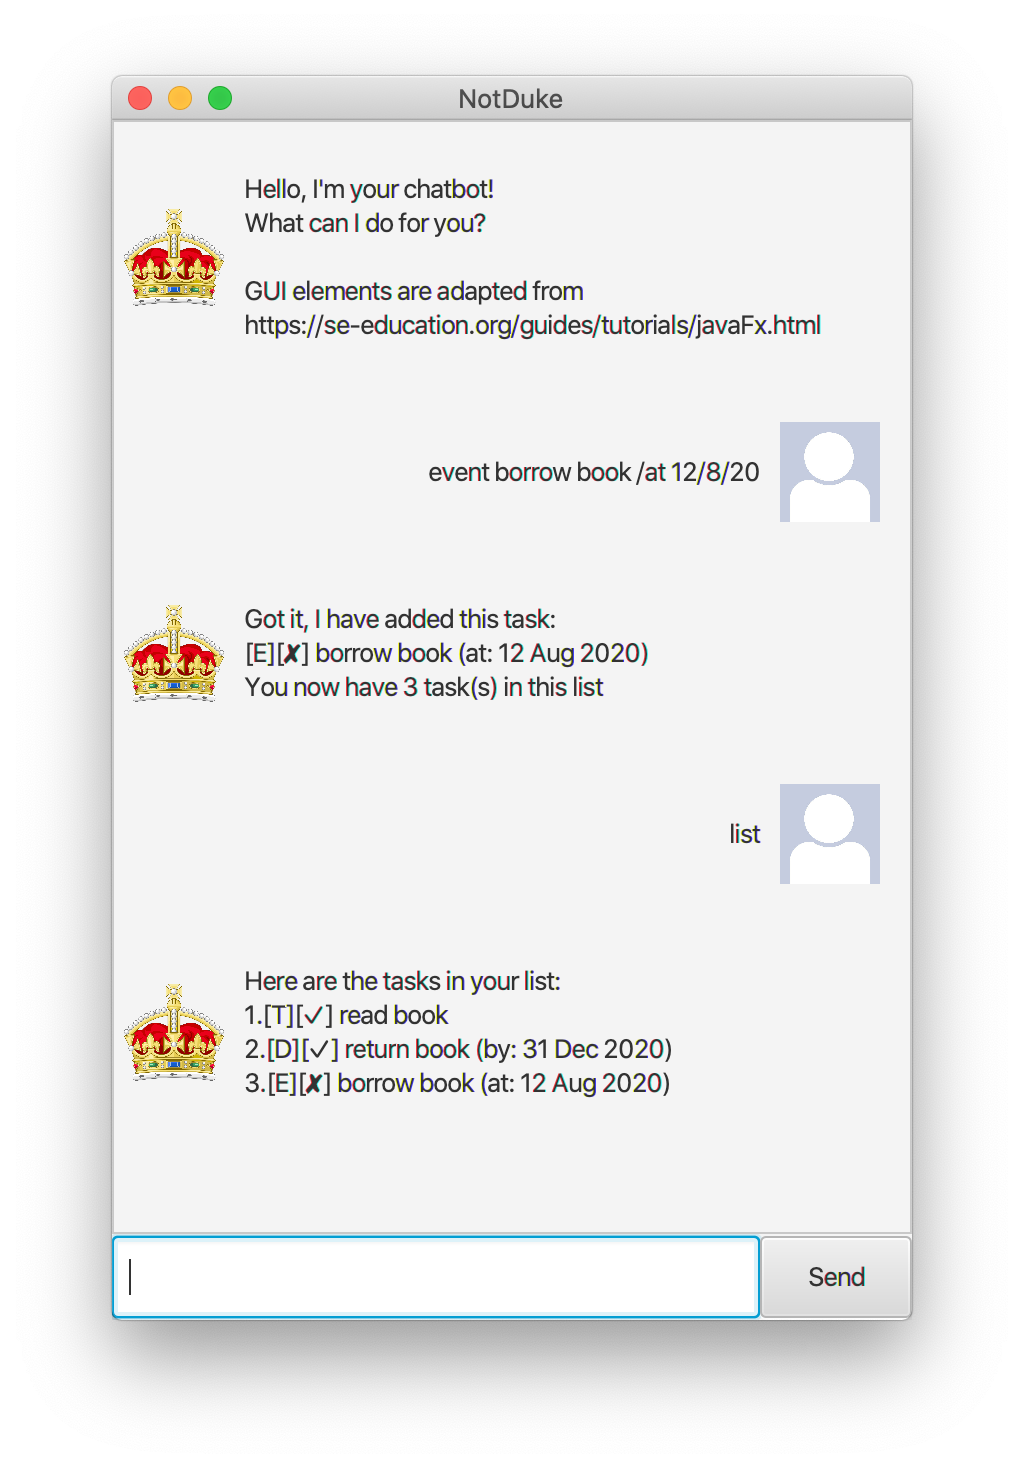 NotDuke
Hello, I'm your chatbot!
What can I do for you?
GUI elements are adapted from
https://se-education.org/guides/tutorials/javaFx.html
event borrow book /at 12/8/20
Got it, I have added this task:
[E][✘] borrow book (at: 12 Aug 2020)
You now have 3 task(s) in this list
list
Here are the tasks in your list:
1.[T][✓] read book
2.[D][✓] return book (by: 31 Dec 2020)
3.[E][✘] borrow book (at: 12 Aug 2020)
Send